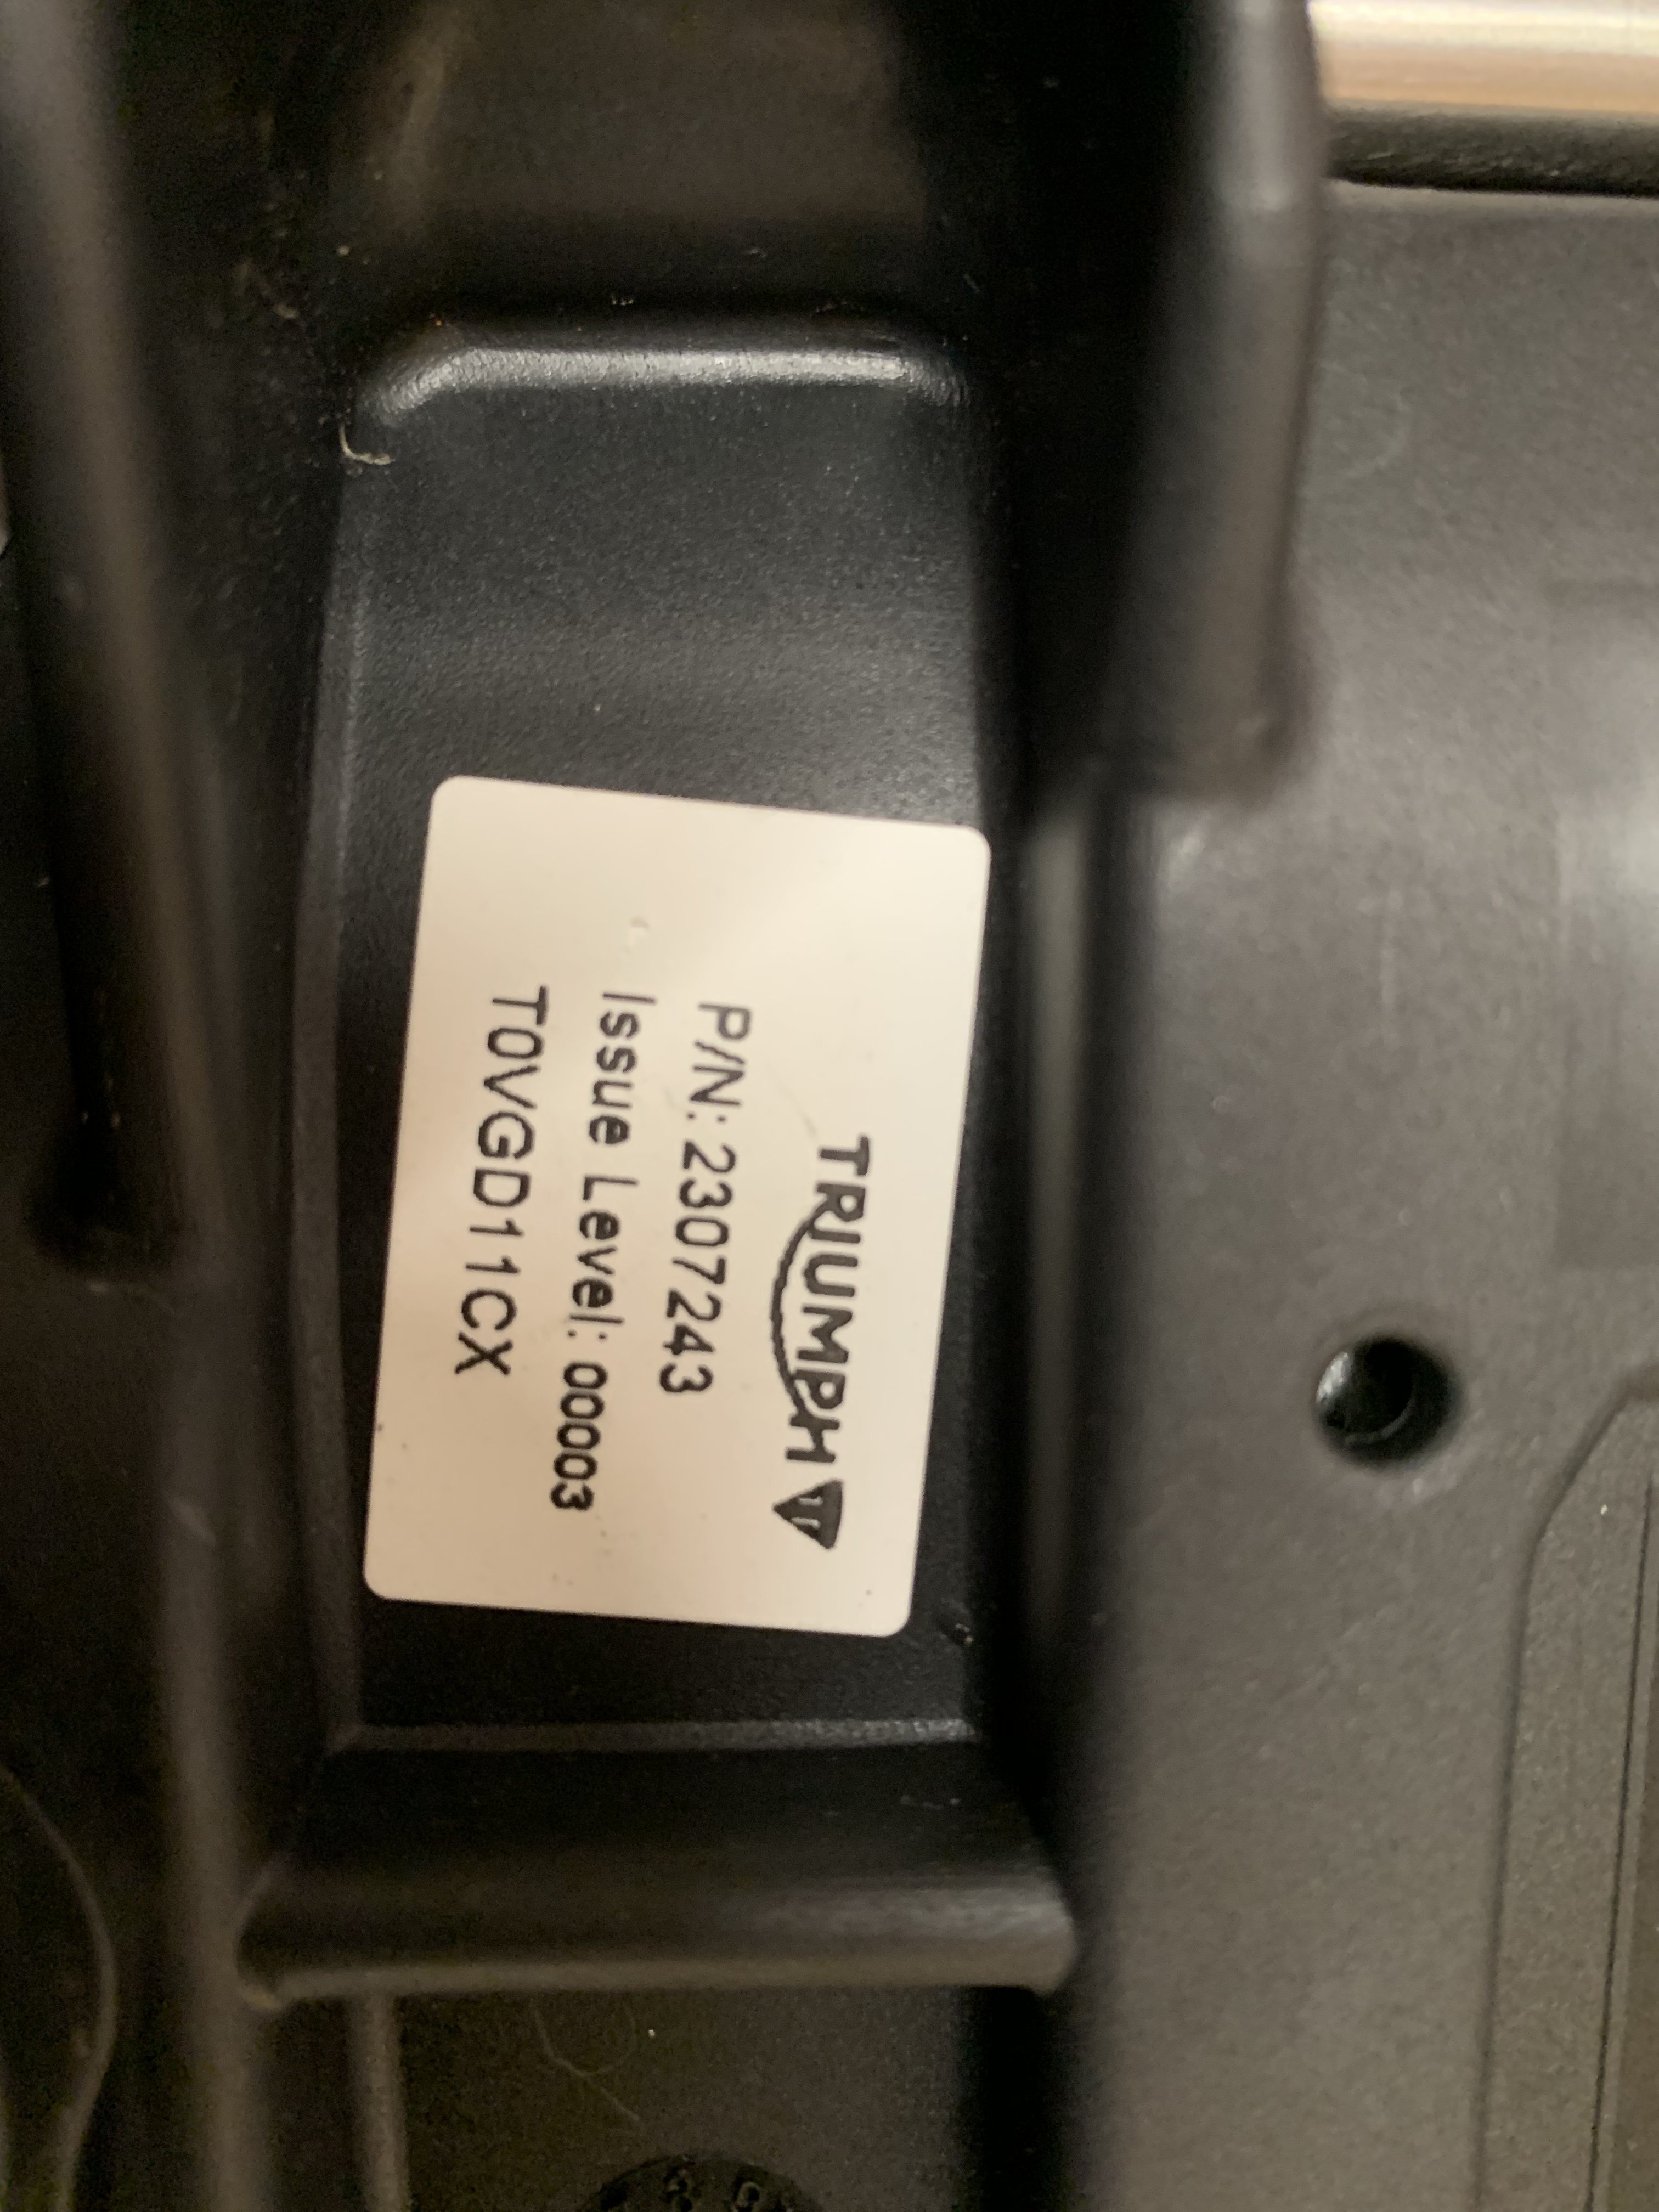 TRIUMPH
P/N: 2307243
Issue Level: 00003
T0VGD11CX